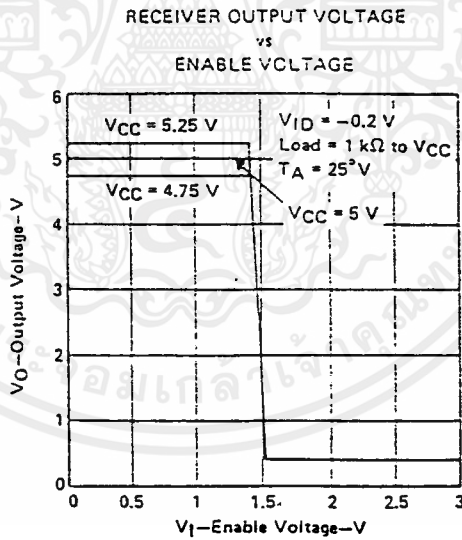 RECEIVER OUTPUT VOLTAGE
vs
ENABLE VOLTAGE
VCC = 5.25 V
VID = −0.2 V
Load = 1 kΩ to VCC
TA = 25°V
VCC = 4.75 V
VCC = 5 V
VO–Output Voltage–V
6
5
4
3
2
1
0
0 0.5 1 1.5 2 2.5 3
VI–Enable Voltage–V